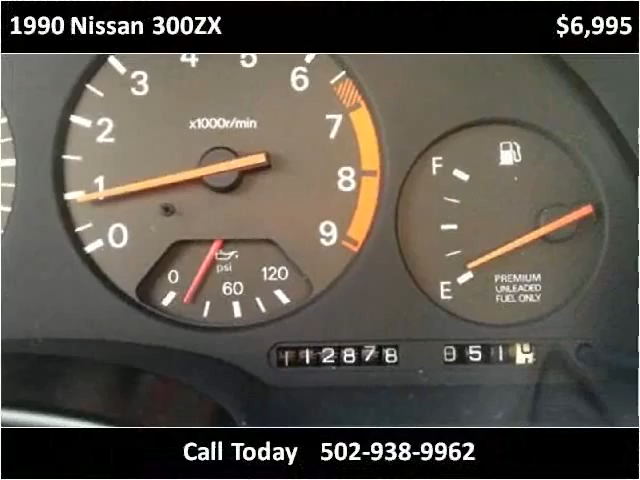 1990 Nissan 300ZX
$6,995
3
4
5
6
2
x1000r/min
7
1
8
0
9
psi
0
60
120
F
E
PREMIUM
UNLEADED
FUEL ONLY
112878
051
Call Today 502-938-9962